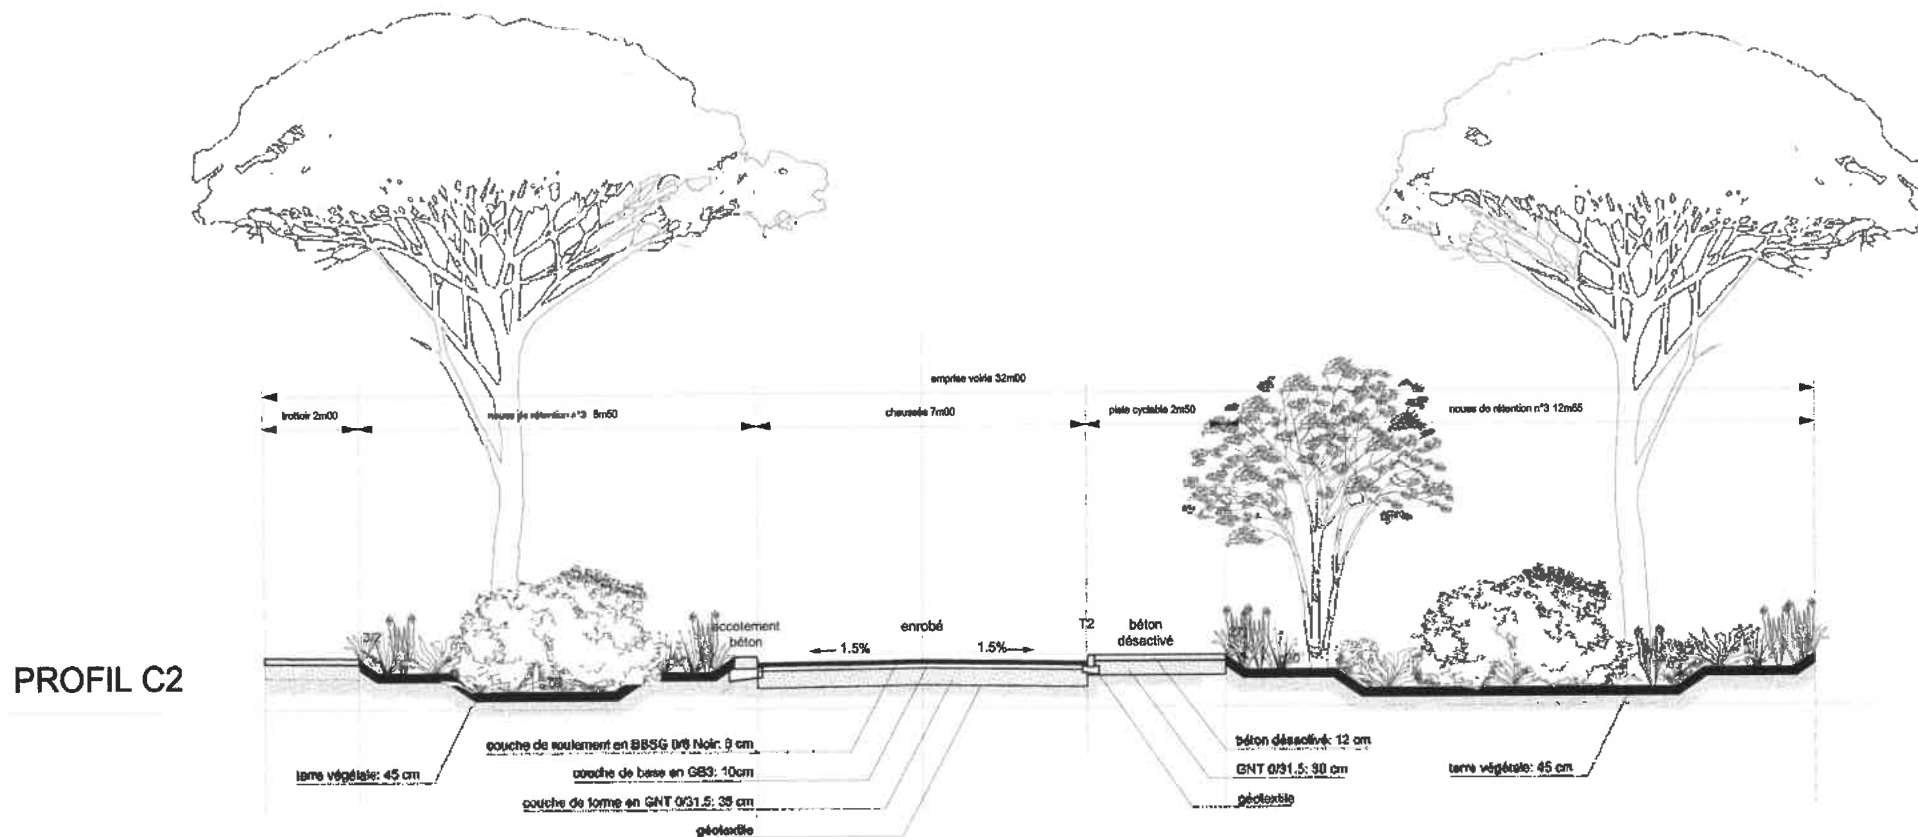 emprise voirie 32m00
trottoir 2m00
noues de rétention n°3 8m50
chaussée 7m00
piste cyclable 2m50
noues de rétention n°3 12m65
accotement
béton
enrobé
1.5%
1.5%
T2
béton
désactivé
PROFIL C2
couche de roulement en BBSG 0/6 Noir: 6 cm
couche de base en GB3: 10cm
couche de forme en GNT 0/31.5: 35 cm
géotextile
terre végétale: 45 cm
béton désactivé: 12 cm
GNT 0/31.5: 30 cm
géotextile
terre végétale: 45 cm